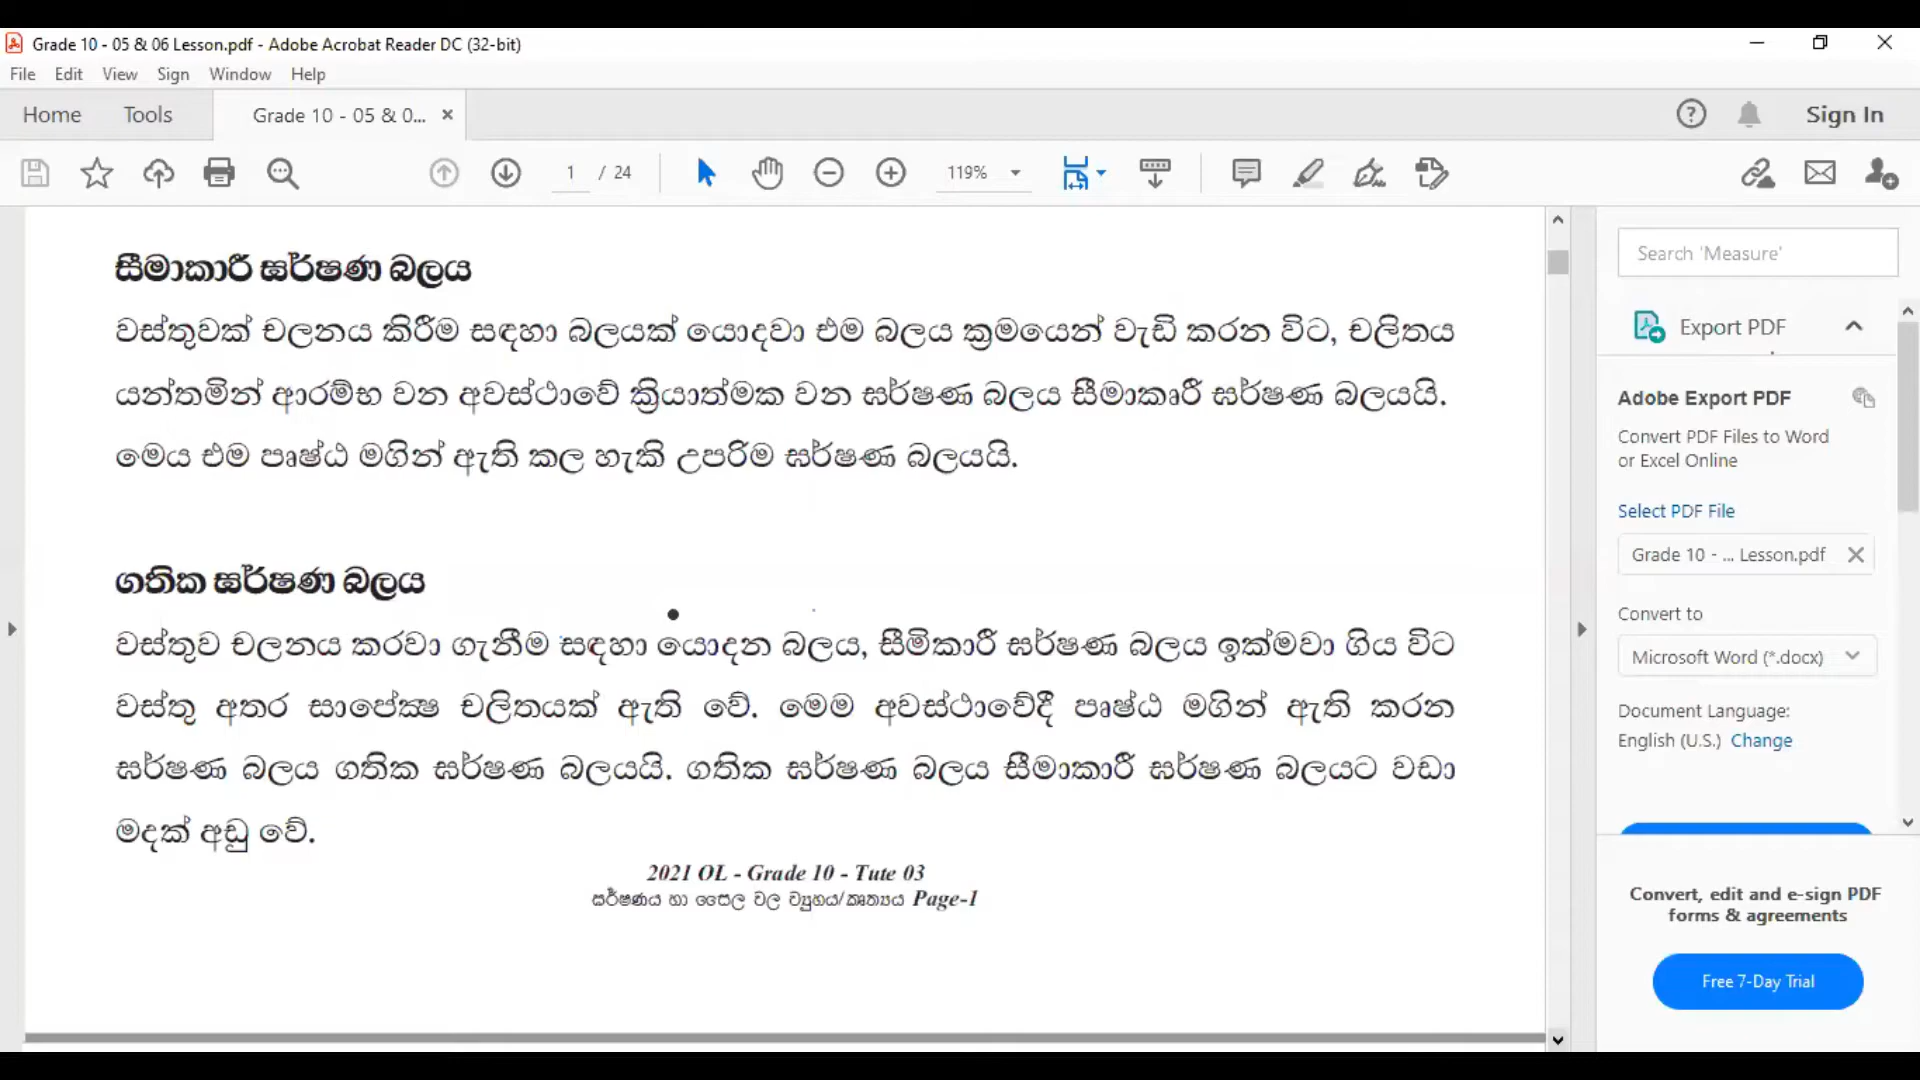 Grade 10 - 05 & 06 Lesson.pdf - Adobe Acrobat Reader DC (32-bit)
File Edit View Sign Window Help
Home Tools Grade 10 - 05 & 0... Sign In
1 / 24 119%
සීමාකාරී ඝර්ෂණ බලය
වස්තුවක් චලනය කිරීම සඳහා බලයක් යොදවා එම බලය ක්‍රමයෙන් වැඩි කරන විට, චලිතය
යන්තමින් ආරම්භ වන අවස්ථාවේ ක්‍රියාත්මක වන ඝර්ෂණ බලය සීමාකෘරී ඝර්ෂණ බලයයි.
මෙය එම පෘෂ්ඨ මගින් ඇති කල හැකි උපරිම ඝර්ෂණ බලයයි.
ගතික ඝර්ෂණ බලය
වස්තුව චලනය කරවා ගැනීම සඳහා යොදන බලය, සීමිකාරී ඝර්ෂණ බලය ඉක්මවා ගිය විට
වස්තු අතර සාපේක්‍ෂ චලිතයක් ඇති වේ. මෙම අවස්ථාවේදී පෘෂ්ඨ මගින් ඇති කරන
ඝර්ෂණ බලය ගතික ඝර්ෂණ බලයයි. ගතික ඝර්ෂණ බලය සීමාකාරී ඝර්ෂණ බලයට වඩා
මදක් අඩු වේ.
2021 OL - Grade 10 - Tute 03
ඝර්ෂණය හා සෛල වල ව්‍යුහය/කෘත්‍යය Page-1
Search 'Measure'
Export PDF
Adobe Export PDF
Convert PDF Files to Word
or Excel Online
Select PDF File
Grade 10 - ... Lesson.pdf
Convert to
Microsoft Word (*.docx)
Document Language:
English (U.S.) Change
Convert, edit and e-sign PDF
forms & agreements
Free 7-Day Trial